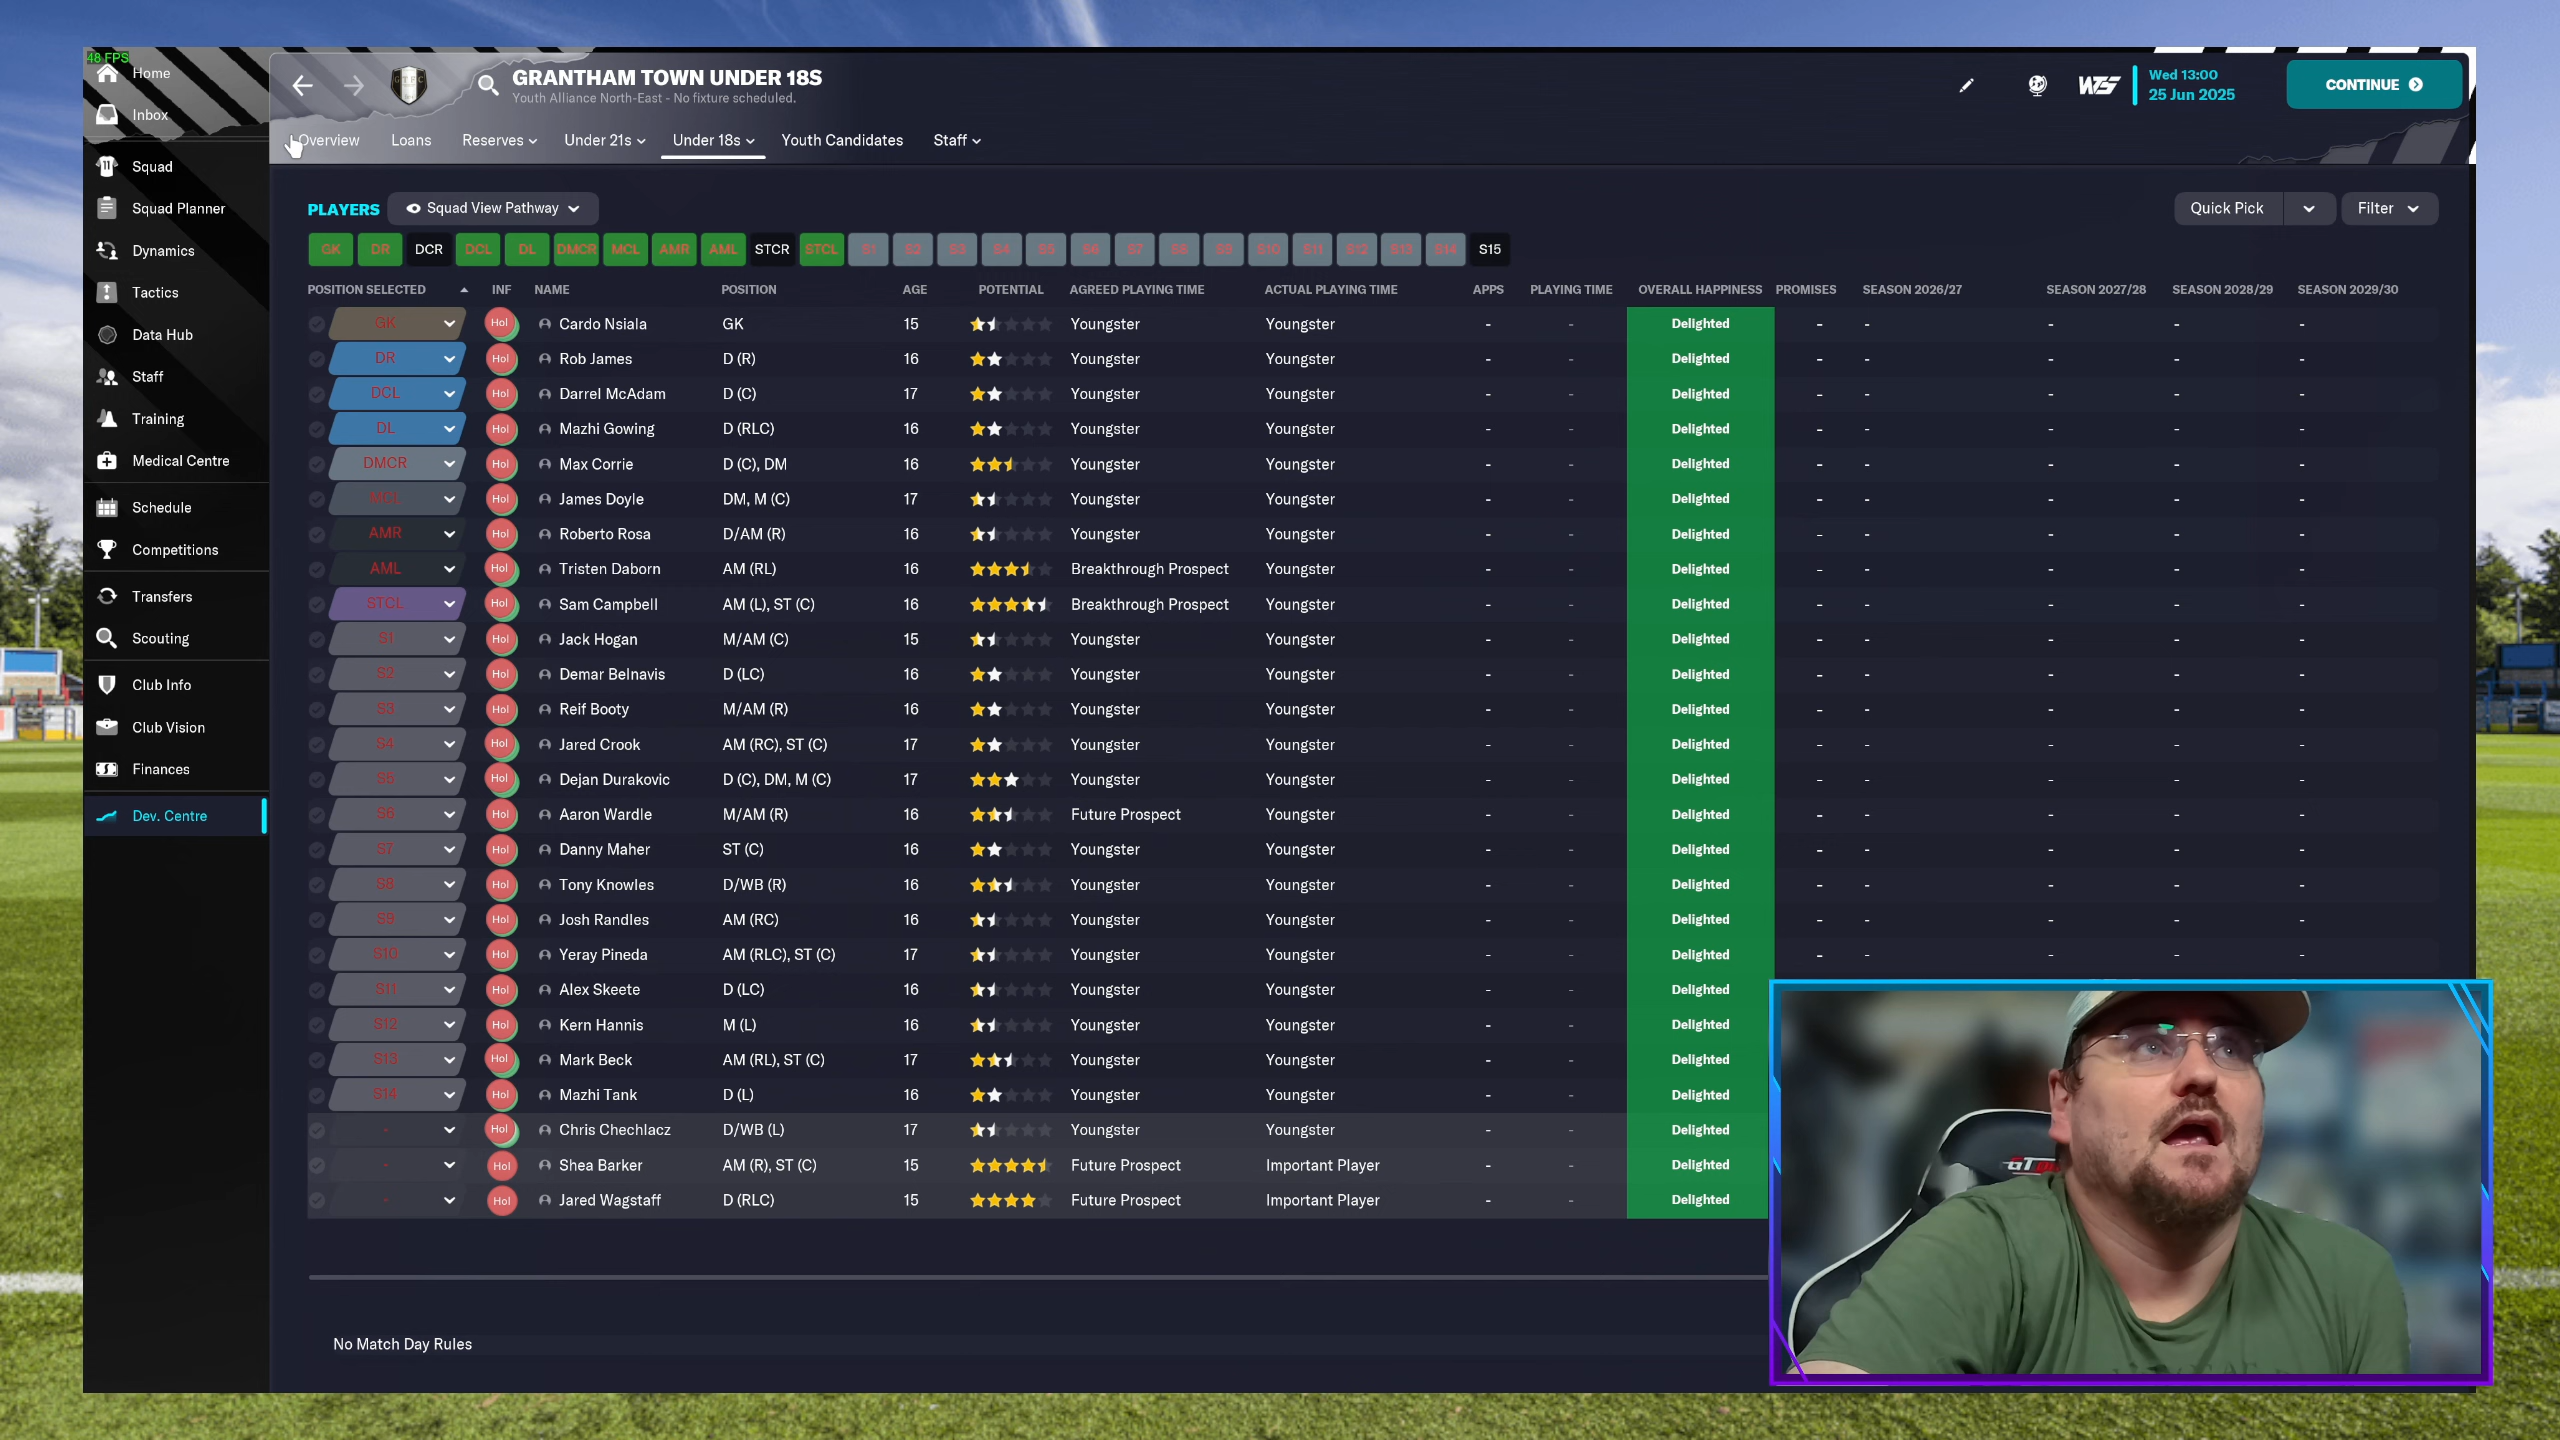 48 FPS
Home
Inbox
Squad
Squad Planner
Dynamics
Tactics
Data Hub
Staff
Training
Medical Centre
Schedule
Competitions
Transfers
Scouting
Club Info
Club Vision
Finances
Dev. Centre
GRANTHAM TOWN UNDER 18S
Youth Alliance North-East - No fixture scheduled.
Wed 13:00
25 Jun 2025
CONTINUE
Overview Loans Reserves Under 21s Under 18s Youth Candidates Staff
PLAYERS Squad View Pathway Quick Pick Filter
GK DR DCR DCL DL DMCR MCL AMR AML STCR STCL S1 S2 S3 S4 S5 S6 S7 S8 S9 S10 S11 S12 S13 S14 S15
POSITION SELECTED INF NAME POSITION AGE POTENTIAL AGREED PLAYING TIME ACTUAL PLAYING TIME APPS PLAYING TIME OVERALL HAPPINESS PROMISES SEASON 2026/27 SEASON 2027/28 SEASON 2028/29 SEASON 2029/30
GK Hol Cardo Nsiala GK 15 Youngster Youngster - - Delighted - - - - -
DR Hol Rob James D (R) 16 Youngster Youngster - - Delighted - - - - -
DCL Hol Darrel McAdam D (C) 17 Youngster Youngster - - Delighted - - - - -
DL Hol Mazhi Gowing D (RLC) 16 Youngster Youngster - - Delighted - - - - -
DMCR Hol Max Corrie D (C), DM 16 Youngster Youngster - - Delighted - - - - -
MCL Hol James Doyle DM, M (C) 17 Youngster Youngster - - Delighted - - - - -
AMR Hol Roberto Rosa D/AM (R) 16 Youngster Youngster - - Delighted - - - - -
AML Hol Tristen Daborn AM (RL) 16 Breakthrough Prospect Youngster - - Delighted - - - - -
STCL Hol Sam Campbell AM (L), ST (C) 16 Breakthrough Prospect Youngster - - Delighted - - - - -
S1 Hol Jack Hogan M/AM (C) 15 Youngster Youngster - - Delighted - - - - -
S2 Hol Demar Belnavis D (LC) 16 Youngster Youngster - - Delighted - - - - -
S3 Hol Reif Booty M/AM (R) 16 Youngster Youngster - - Delighted - - - - -
S4 Hol Jared Crook AM (RC), ST (C) 17 Youngster Youngster - - Delighted - - - - -
S5 Hol Dejan Durakovic D (C), DM, M (C) 17 Youngster Youngster - - Delighted - - - - -
S6 Hol Aaron Wardle M/AM (R) 16 Future Prospect Youngster - - Delighted - - - - -
S7 Hol Danny Maher ST (C) 16 Youngster Youngster - - Delighted - - - - -
S8 Hol Tony Knowles D/WB (R) 16 Youngster Youngster - - Delighted - - - - -
S9 Hol Josh Randles AM (RC) 16 Youngster Youngster - - Delighted - - - - -
S10 Hol Yeray Pineda AM (RLC), ST (C) 17 Youngster Youngster - - Delighted - - - - -
S11 Hol Alex Skeete D (LC) 16 Youngster Youngster - - Delighted
S12 Hol Kern Hannis M (L) 16 Youngster Youngster - - Delighted
S13 Hol Mark Beck AM (RL), ST (C) 17 Youngster Youngster - - Delighted
S14 Hol Mazhi Tank D (L) 16 Youngster Youngster - - Delighted
- Hol Chris Chechlacz D/WB (L) 17 Youngster Youngster - - Delighted
- Hol Shea Barker AM (R), ST (C) 15 Future Prospect Important Player - - Delighted
- Hol Jared Wagstaff D (RLC) 15 Future Prospect Important Player - - Delighted
No Match Day Rules